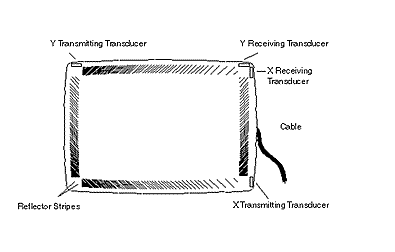 Y Transmitting Transducer
Y Receiving Transducer
X Receiving
Transducer
Cable
Reflector Stripes
X Transmitting Transducer